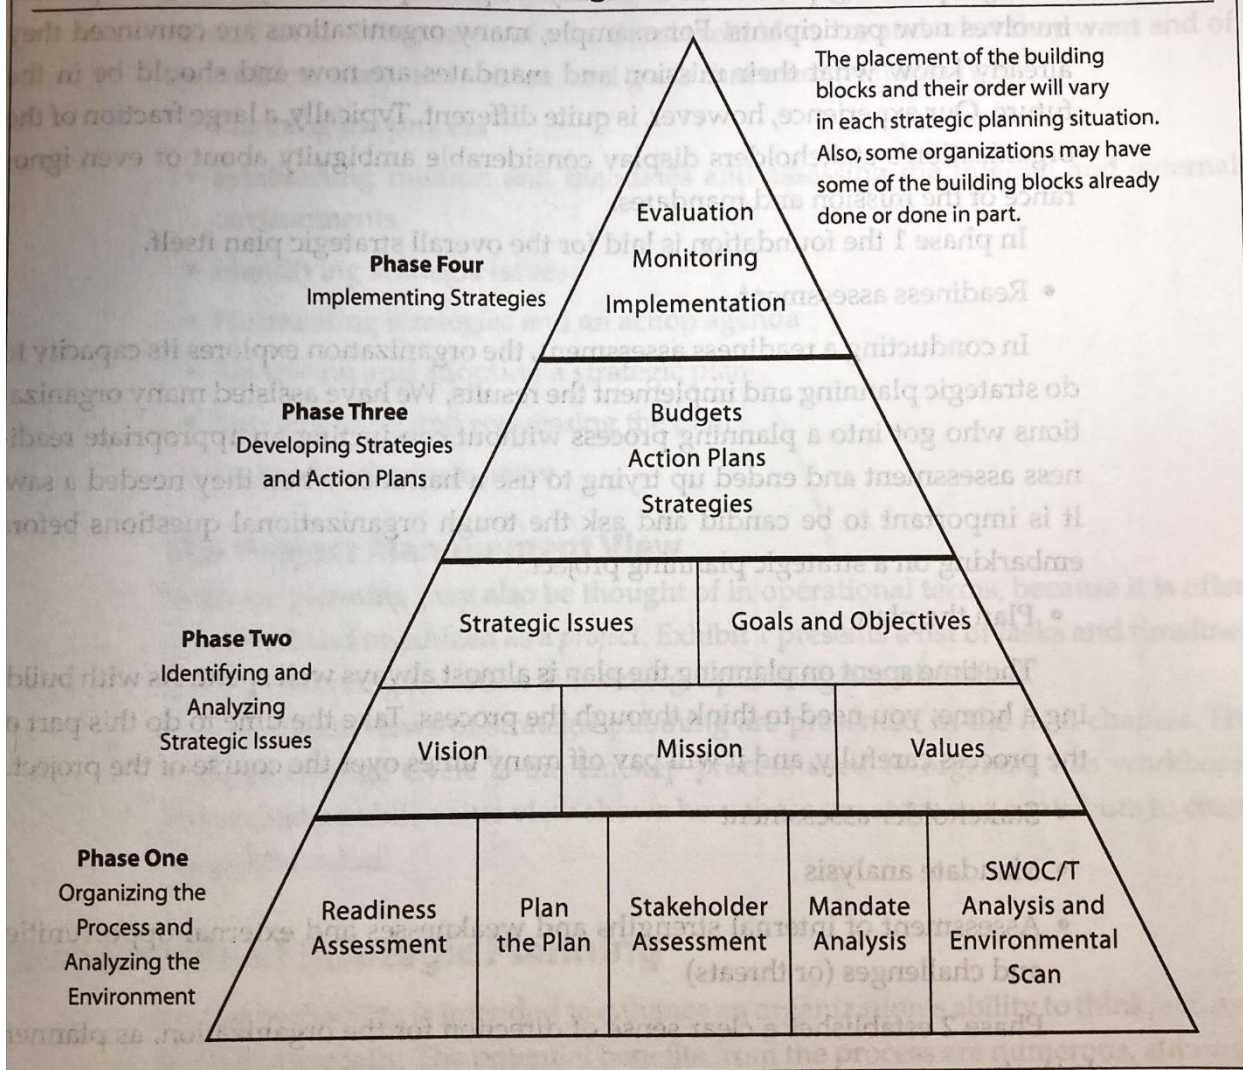 The placement of the building
blocks and their order will vary
in each strategic planning situation.
Also, some organizations may have
some of the building blocks already
done or done in part.
Evaluation
Monitoring
Implementation
Phase Four
Implementing Strategies
Phase Three
Developing Strategies
and Action Plans
Budgets
Action Plans
Strategies
Phase Two
Identifying and
Analyzing
Strategic Issues
Strategic Issues
Goals and Objectives
Vision
Mission
Values
Phase One
Organizing the
Process and
Analyzing the
Environment
Readiness
Assessment
Plan
the Plan
Stakeholder
Assessment
Mandate
Analysis
SWOC/T
Analysis and
Environmental
Scan